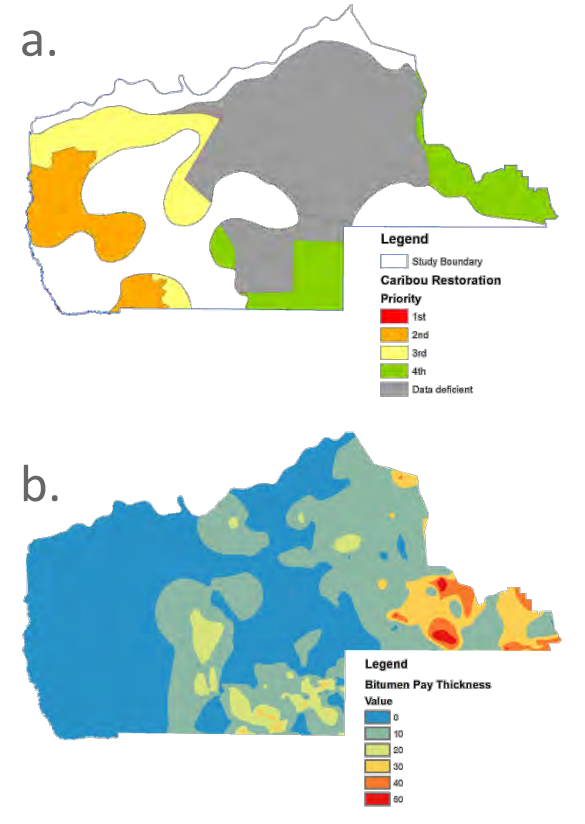 a.
Legend
Study Boundary
Caribou Restoration
Priority
1st
2nd
3rd
4th
Data deficient
b.
Legend
Bitumen Pay Thickness
Value
0
10
20
30
40
50